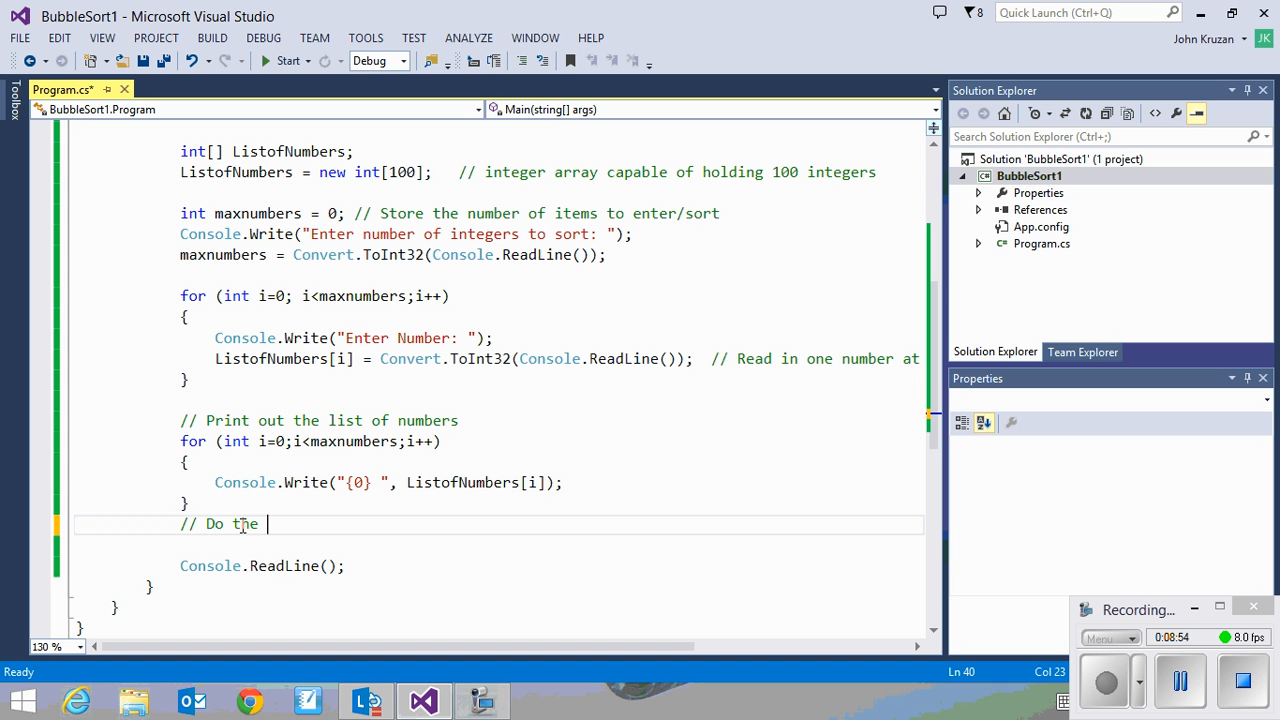 BubbleSort1 - Microsoft Visual Studio
8
Quick Launch (Ctrl+Q)
FILE EDIT VIEW PROJECT BUILD DEBUG TEAM TOOLS TEST ANALYZE WINDOW HELP
John Kruzan JK
Start Debug
Toolbox
Program.cs*
BubbleSort1.Program
Main(string[] args)
int[] ListofNumbers;
ListofNumbers = new int[100]; // integer array capable of holding 100 integers
int maxnumbers = 0; // Store the number of items to enter/sort
Console.Write("Enter number of integers to sort: ");
maxnumbers = Convert.ToInt32(Console.ReadLine());
for (int i=0; i<maxnumbers;i++)
{
Console.Write("Enter Number: ");
ListofNumbers[i] = Convert.ToInt32(Console.ReadLine()); // Read in one number at
}
// Print out the list of numbers
for (int i=0;i<maxnumbers;i++)
{
Console.Write("{0} ", ListofNumbers[i]);
}
// Do the
Console.ReadLine();
}
}
}
130 %
Solution Explorer
Search Solution Explorer (Ctrl+;)
Solution 'BubbleSort1' (1 project)
BubbleSort1
Properties
References
App.config
Program.cs
Solution Explorer Team Explorer
Properties
Recording...
Menu 0:08:54 8.0 fps
Ready Ln 40 Col 23